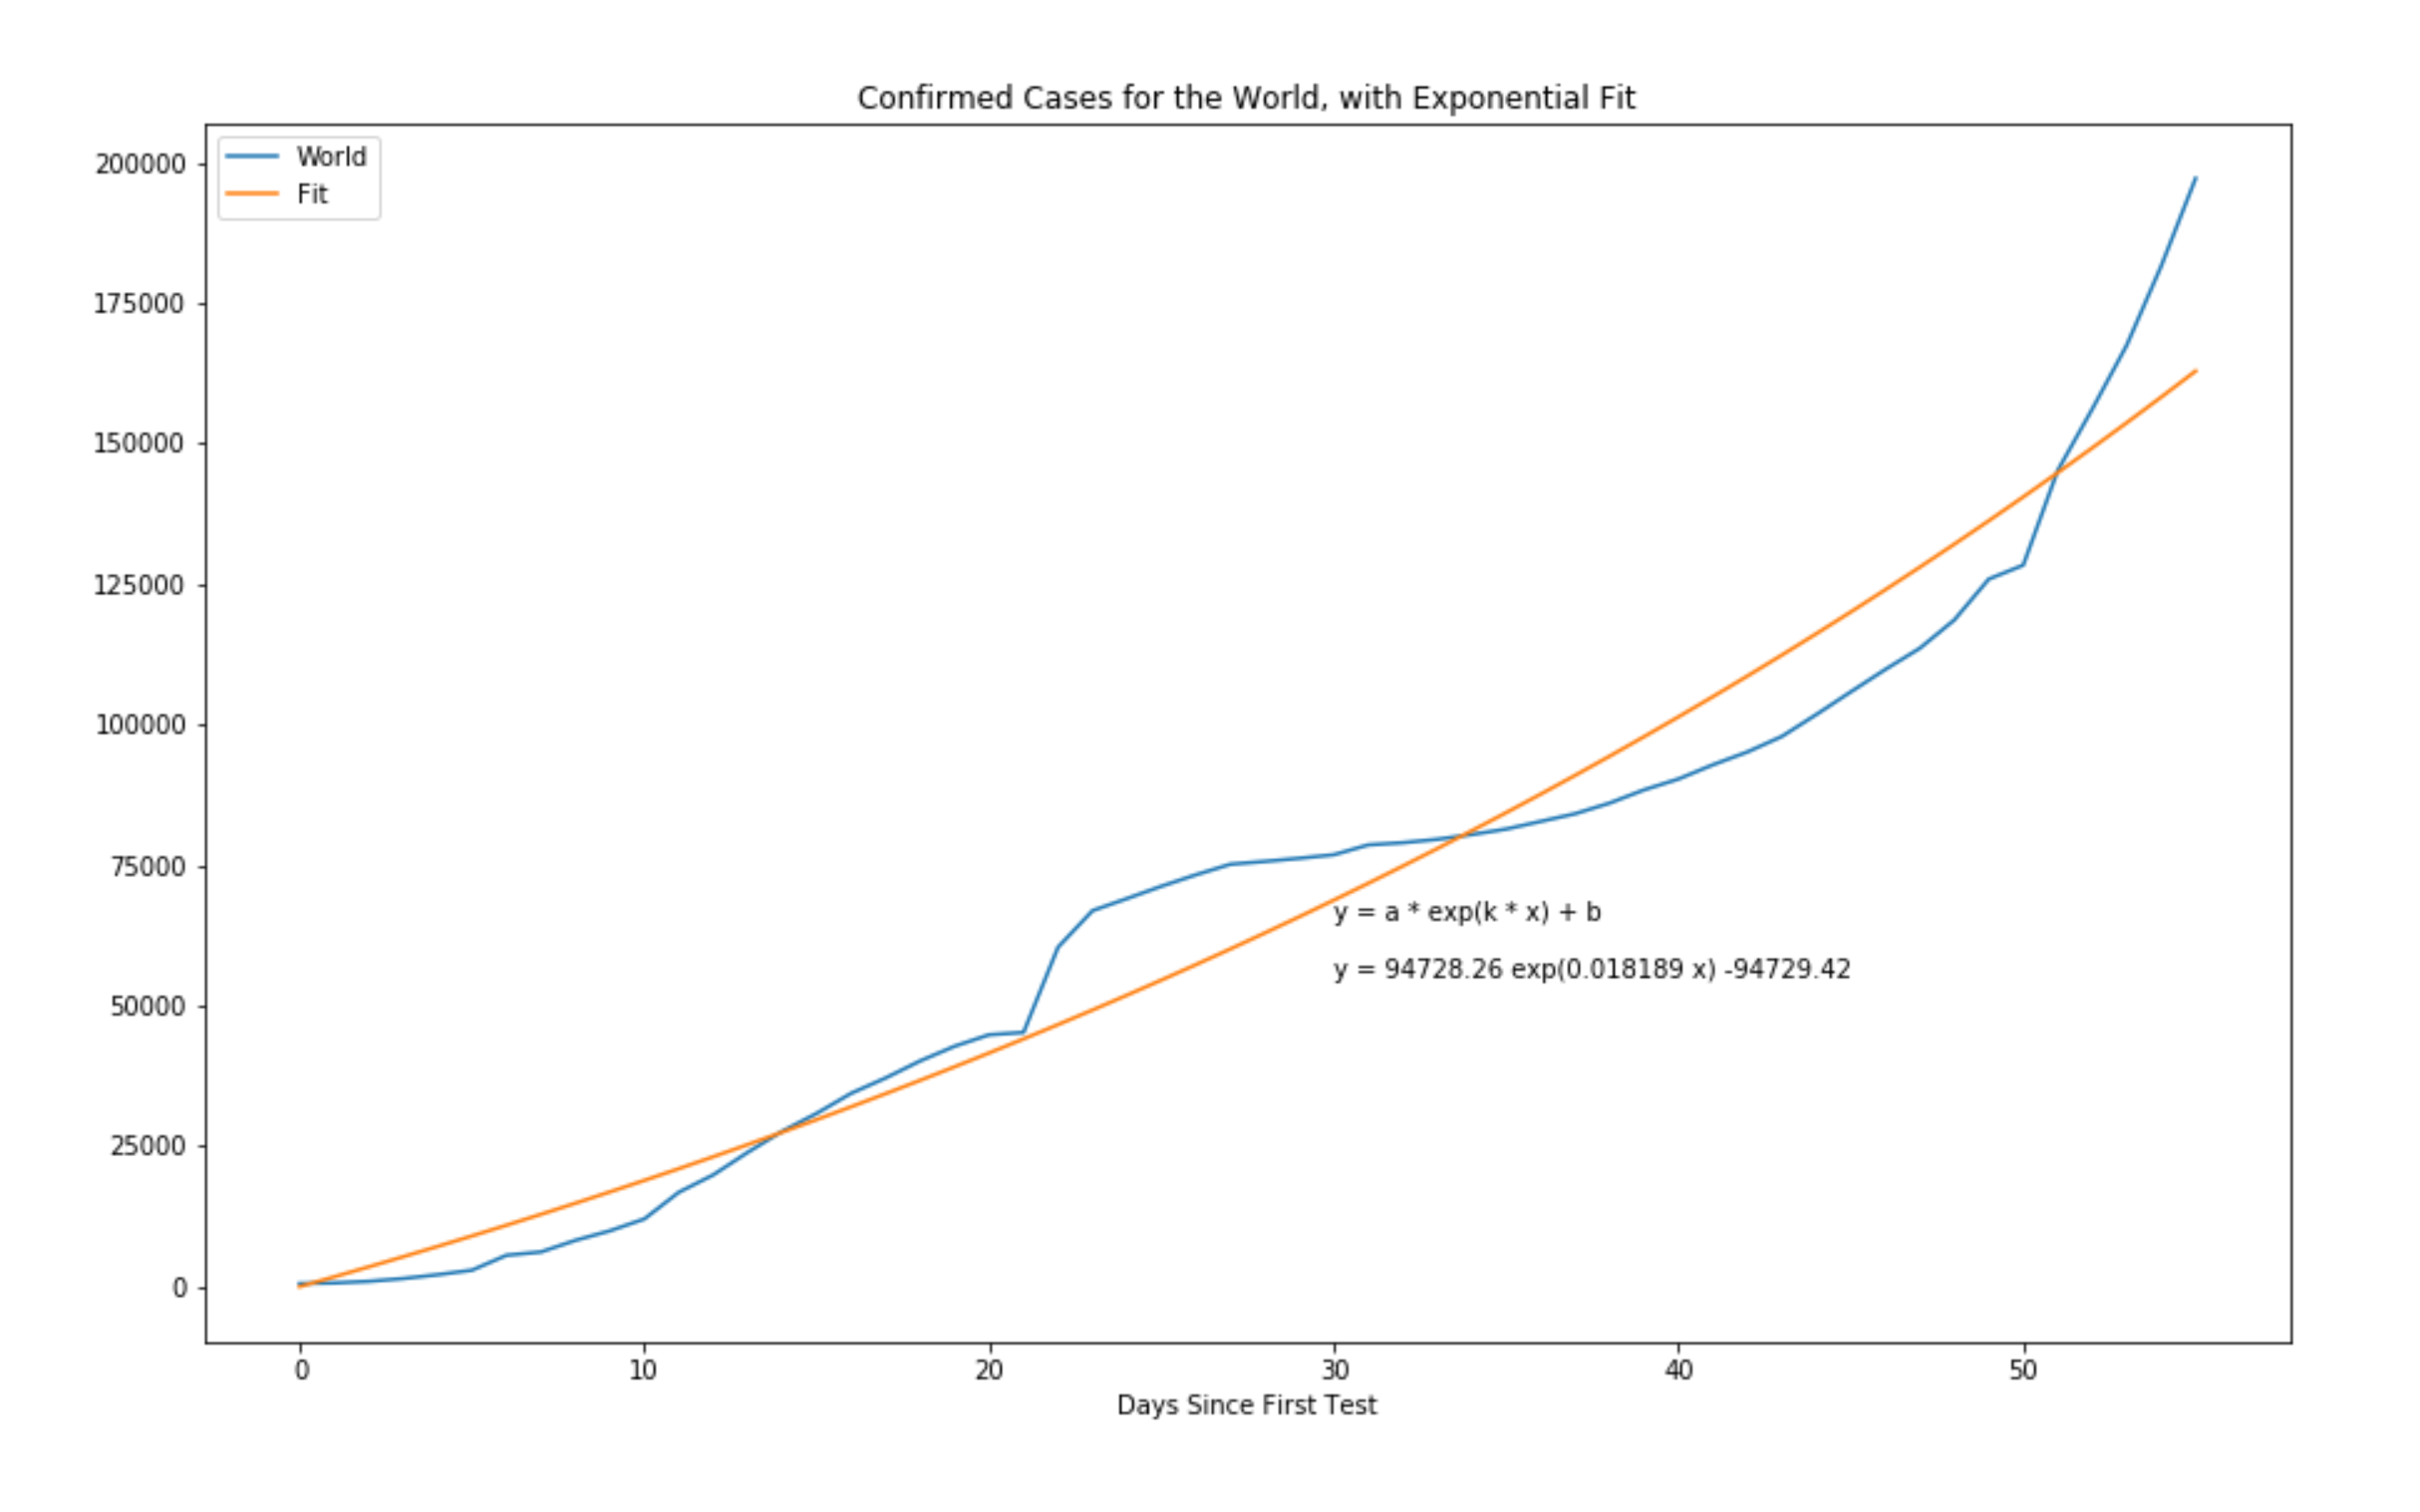 Confirmed Cases for the World, with Exponential Fit
World
Fit
200000
175000
150000
125000
100000
75000
50000
25000
0
y = a * exp(k * x) + b
y = 94728.26 exp(0.018189 x) -94729.42
0 10 20 30 40 50
Days Since First Test